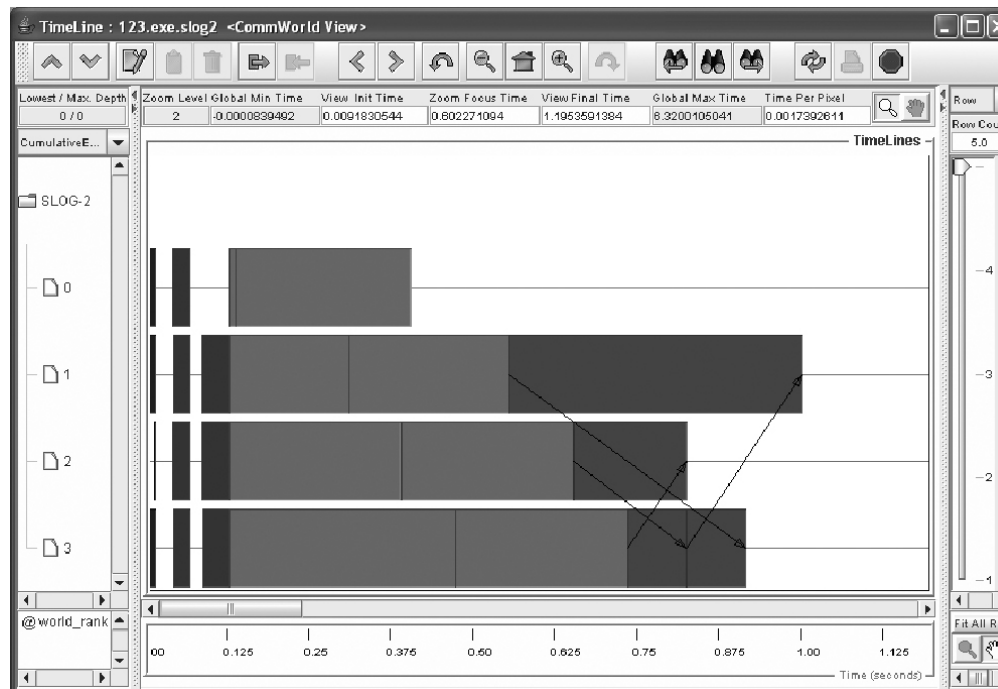 TimeLine : 123.exe.slog2 <CommWorld View>
Lowest / Max. Depth
0 / 0
Zoom Level
2
Global Min Time
-0.0000839492
View Init Time
0.0091830544
Zoom Focus Time
0.602271094
View Final Time
1.1953591384
Global Max Time
6.3200105041
Time Per Pixel
0.0017392611
Row
Row Cou
5.0
CumulativeE...
TimeLines
SLOG-2
0
1
2
3
4
3
2
1
@world_rank
Fit All R
00 0.125 0.25 0.375 0.50 0.625 0.75 0.875 1.00 1.125
Time (seconds)